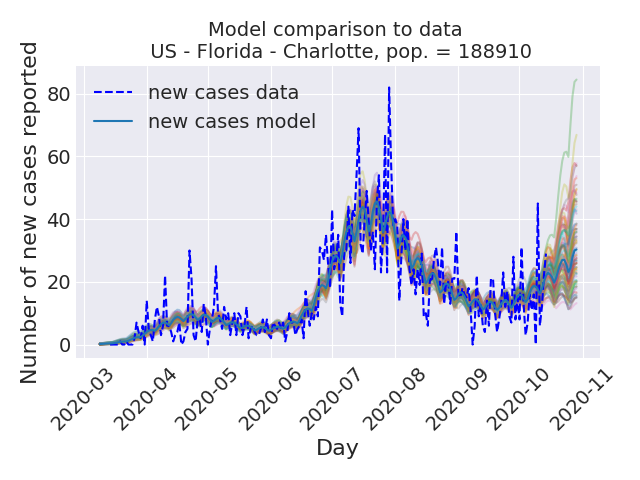 Model comparison to data
US - Florida - Charlotte, pop. = 188910
Number of new cases reported
80
60
40
20
0
new cases data
new cases model
2020-03
2020-04
2020-05
2020-06
2020-07
2020-08
2020-09
2020-10
2020-11
Day